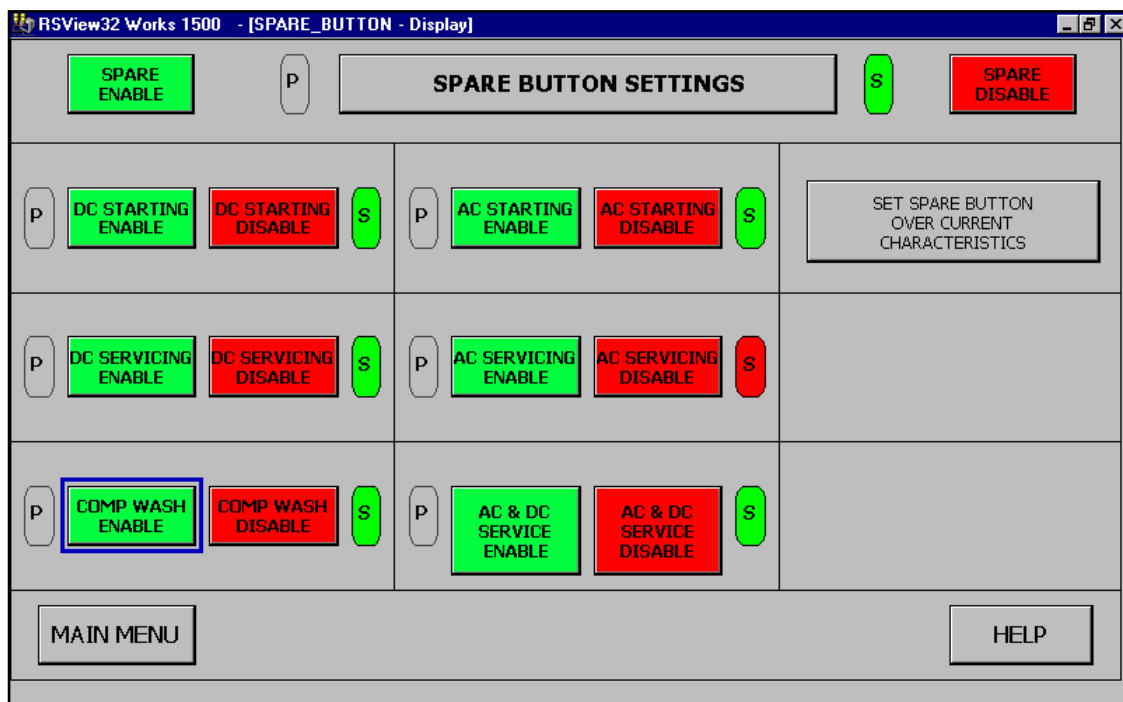 RSView32 Works 1500 - [SPARE_BUTTON - Display]
SPARE
ENABLE
P
SPARE BUTTON SETTINGS
S
SPARE
DISABLE
P
DC STARTING
ENABLE
DC STARTING
DISABLE
S
P
AC STARTING
ENABLE
AC STARTING
DISABLE
S
SET SPARE BUTTON
OVER CURRENT
CHARACTERISTICS
P
DC SERVICING
ENABLE
DC SERVICING
DISABLE
S
P
AC SERVICING
ENABLE
AC SERVICING
DISABLE
S
P
COMP WASH
ENABLE
COMP WASH
DISABLE
S
P
AC & DC
SERVICE
ENABLE
AC & DC
SERVICE
DISABLE
S
MAIN MENU
HELP